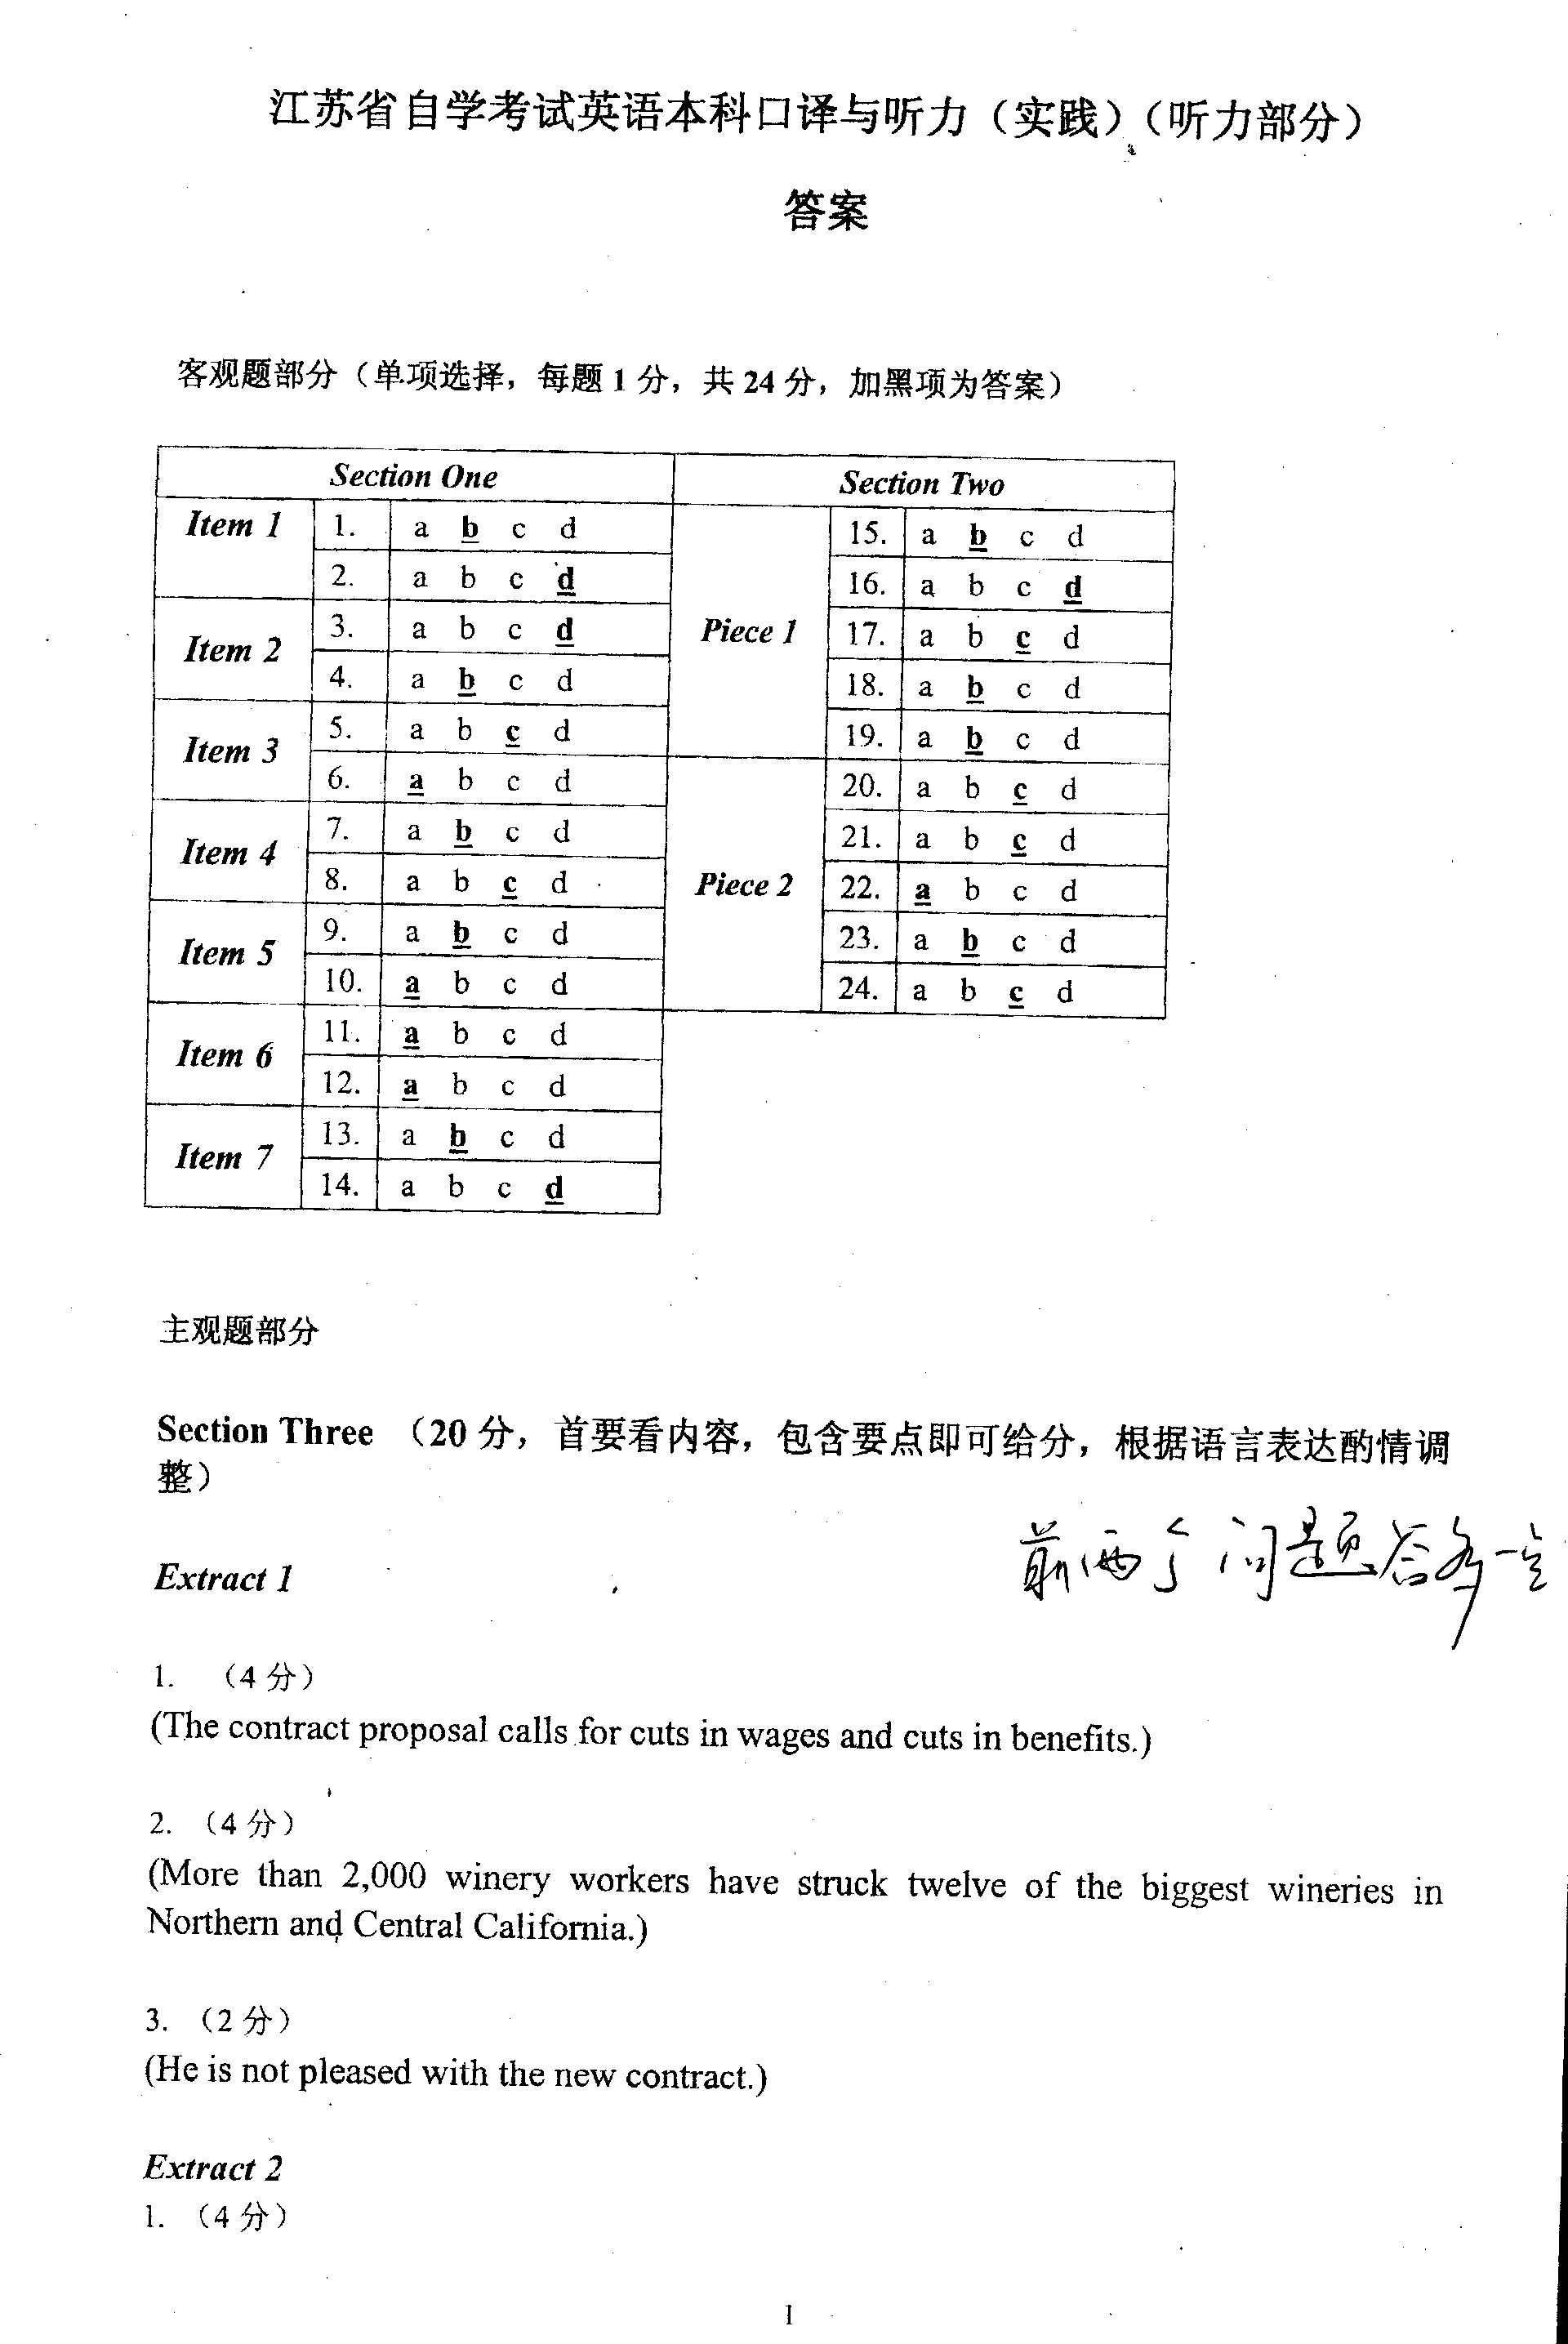 江苏省自学考试英语本科口译与听力（实践）（听力部分）
答案
客观题部分（单项选择，每题 1 分，共 24 分，加黑项为答案）
Section One Section Two
Item 1 1. a b c d
2. a b c d
Item 2 3. a b c d
4. a b c d
Item 3 5. a b c d
6. a b c d
Item 4 7. a b c d
8. a b c d
Item 5 9. a b c d
10. a b c d
Item 6 11. a b c d
12. a b c d
Item 7 13. a b c d
14. a b c d
Piece 1 15. a b c d
16. a b c d
17. a b c d
18. a b c d
19. a b c d
Piece 2 20. a b c d
21. a b c d
22. a b c d
23. a b c d
24. a b c d
主观题部分
Section Three （20 分，首要看内容，包含要点即可给分，根据语言表达酌情调
整）
前两个问题答案一定
Extract 1
1. （4 分）
(The contract proposal calls for cuts in wages and cuts in benefits.)
2. （4 分）
(More than 2,000 winery workers have struck twelve of the biggest wineries in
Northern and Central California.)
3. （2 分）
(He is not pleased with the new contract.)
Extract 2
1. （4 分）
1